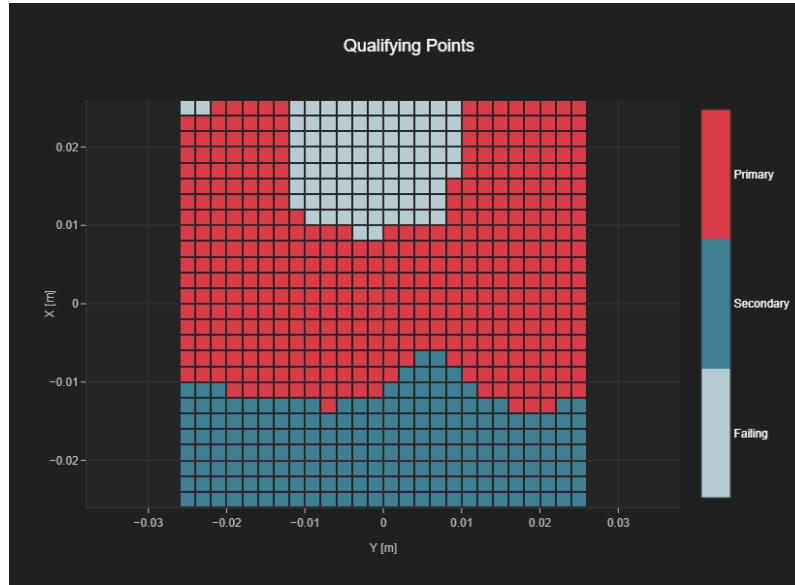 Qualifying Points
0.02
0.01
0
−0.01
−0.02
X [m]
−0.03
−0.02
−0.01
0
0.01
0.02
0.03
Y [m]
Primary
Secondary
Failing